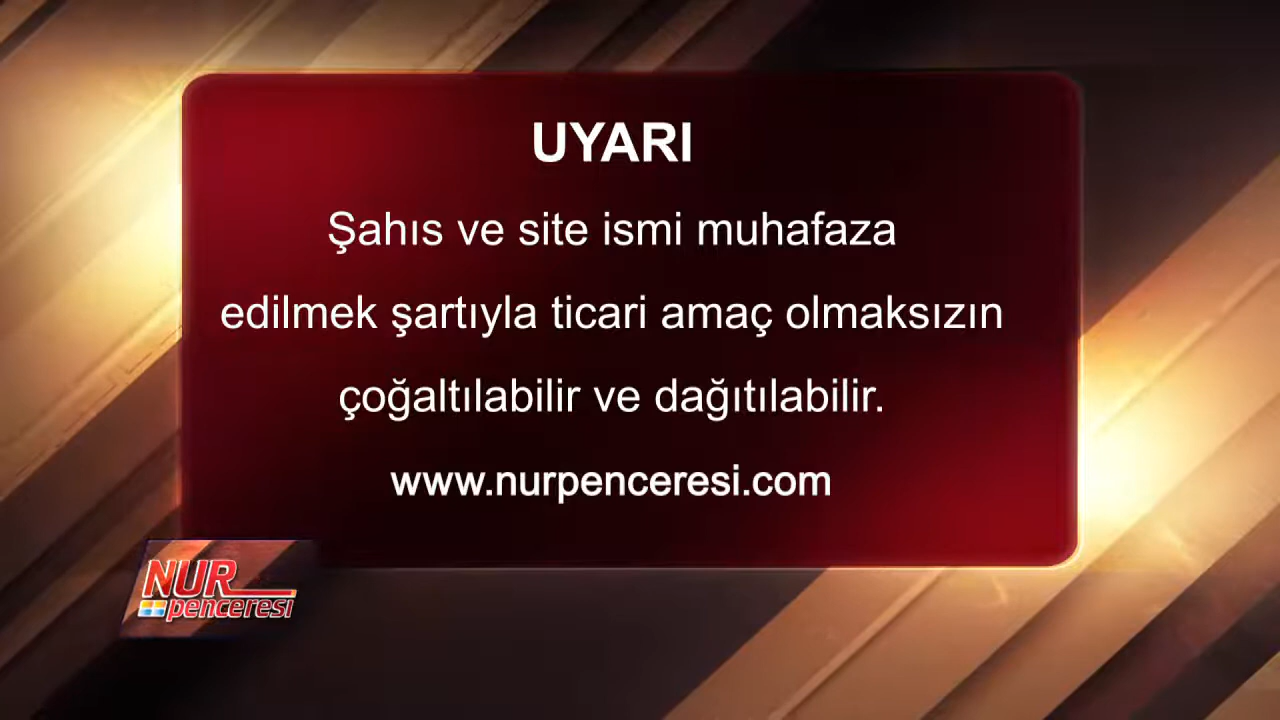 UYARI
Şahıs ve site ismi muhafaza
edilmek şartıyla ticari amaç olmaksızın
çoğaltılabilir ve dağıtılabilir.
www.nurpenceresi.com
NUR
penceresi